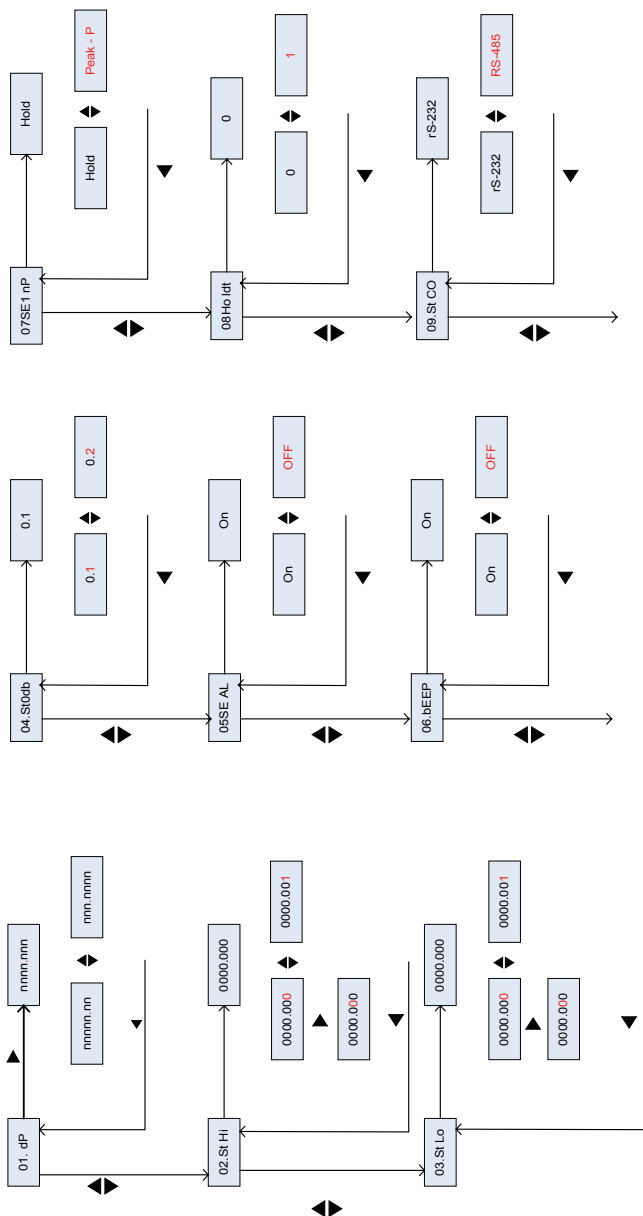 01. dP
nnnn.nnn
nnnnn.nn
nnn.nnnn
02.St Hi
0000.000
0000.000
0000.001
0000.000
03.St Lo
0000.000
0000.000
0000.001
0000.000
04.St0db
0.1
0.1
0.2
05SE AL
On
On
OFF
06.bEEP
On
On
OFF
07SE1 nP
Hold
Hold
Peak - P
08Ho ldt
0
0
1
09.St CO
rS-232
rS-232
RS-485